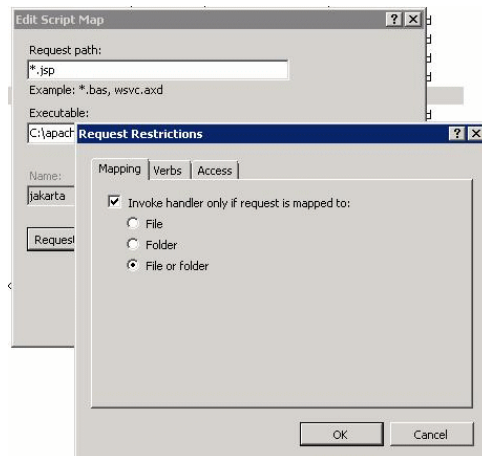 Edit Script Map
Request path:
*.jsp
Example: *.bas, wsvc.axd
Executable:
C:\apach
Request Restrictions
Name:
jakarta
Request
Mapping Verbs Access
Invoke handler only if request is mapped to:
File
Folder
File or folder
OK Cancel